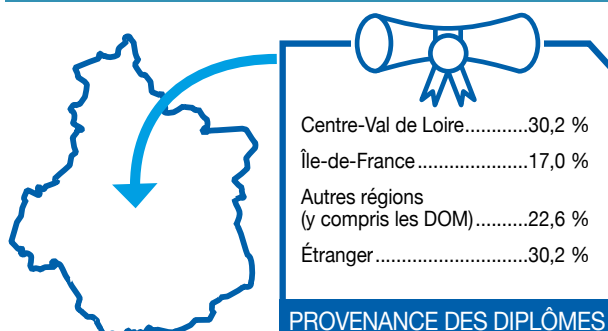 Centre-Val de Loire............30,2 %
Île-de-France......................17,0 %
Autres régions
(y compris les DOM)..........22,6 %
Étranger..............................30,2 %
PROVENANCE DES DIPLÔMES